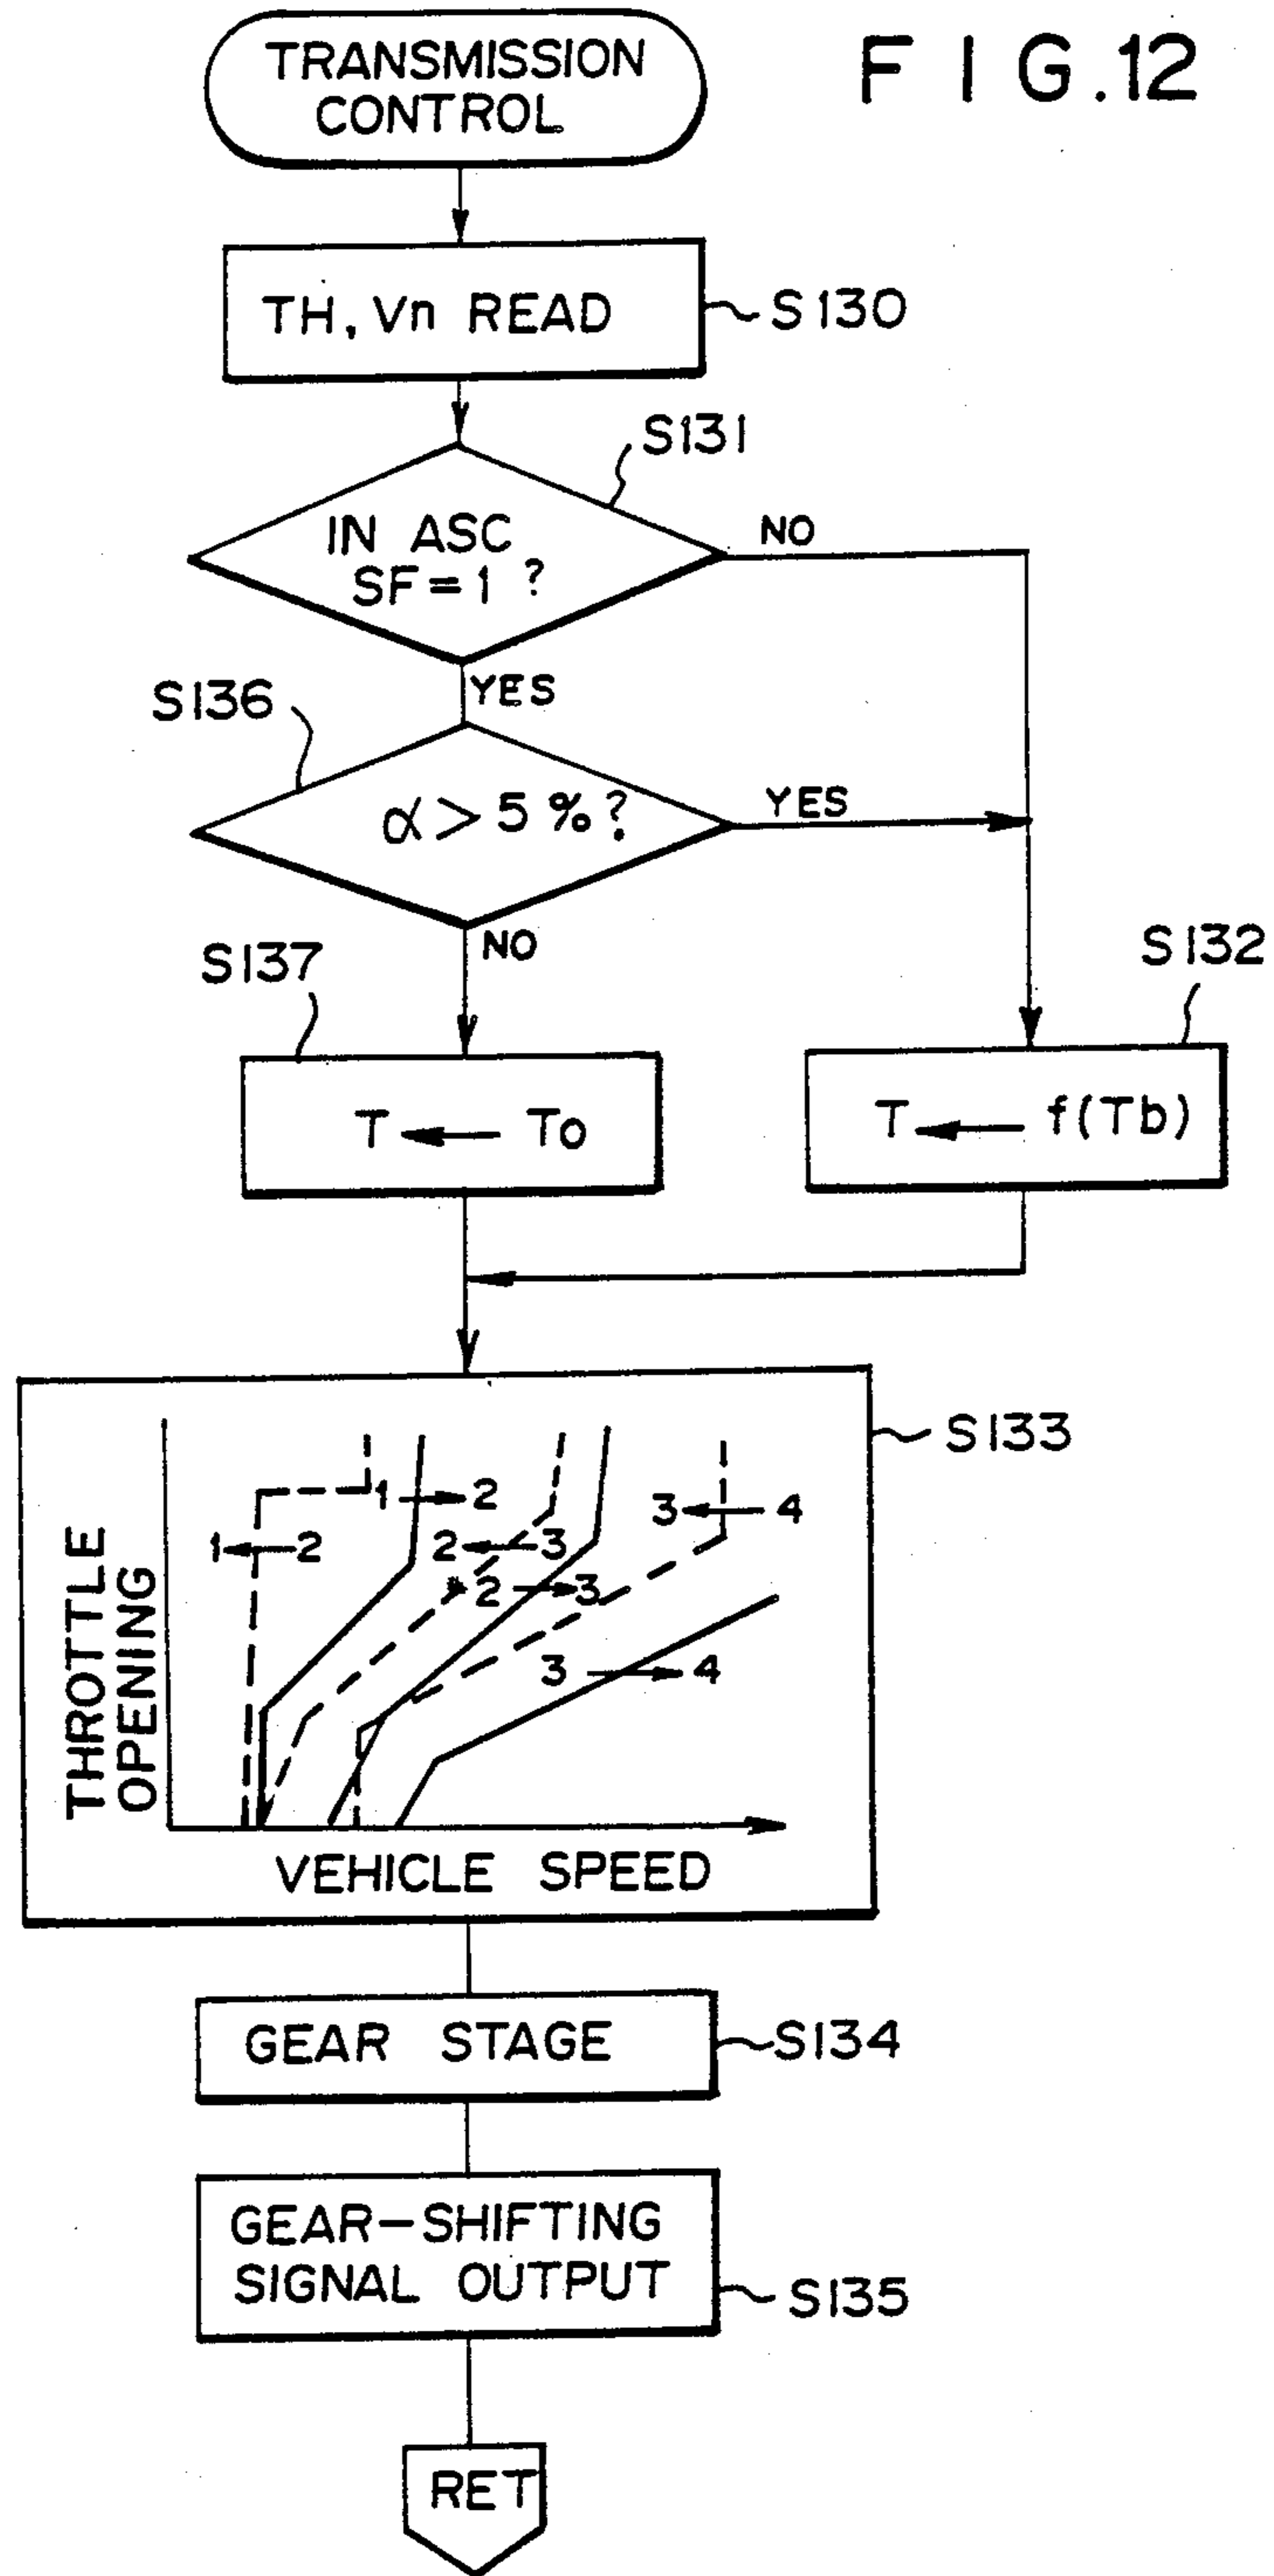 FIG.12
TRANSMISSION
CONTROL
TH, Vn READ
S130
S131
IN ASC
SF=1 ?
NO
YES
S136
α > 5 % ?
YES
NO
S137
S132
T ← To
T ← f(Tb)
S133
THROTTLE
OPENING
1→2
1←2
2←3
2→3
3←4
3→4
VEHICLE SPEED
GEAR STAGE
S134
GEAR-SHIFTING
SIGNAL OUTPUT
S135
RET